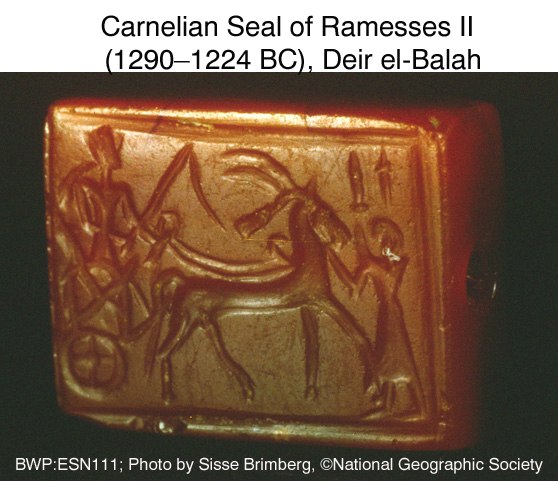 Carnelian Seal of Ramesses II
(1290–1224 BC), Deir el-Balah
BWP:ESN111; Photo by Sisse Brimberg, ©National Geographic Society